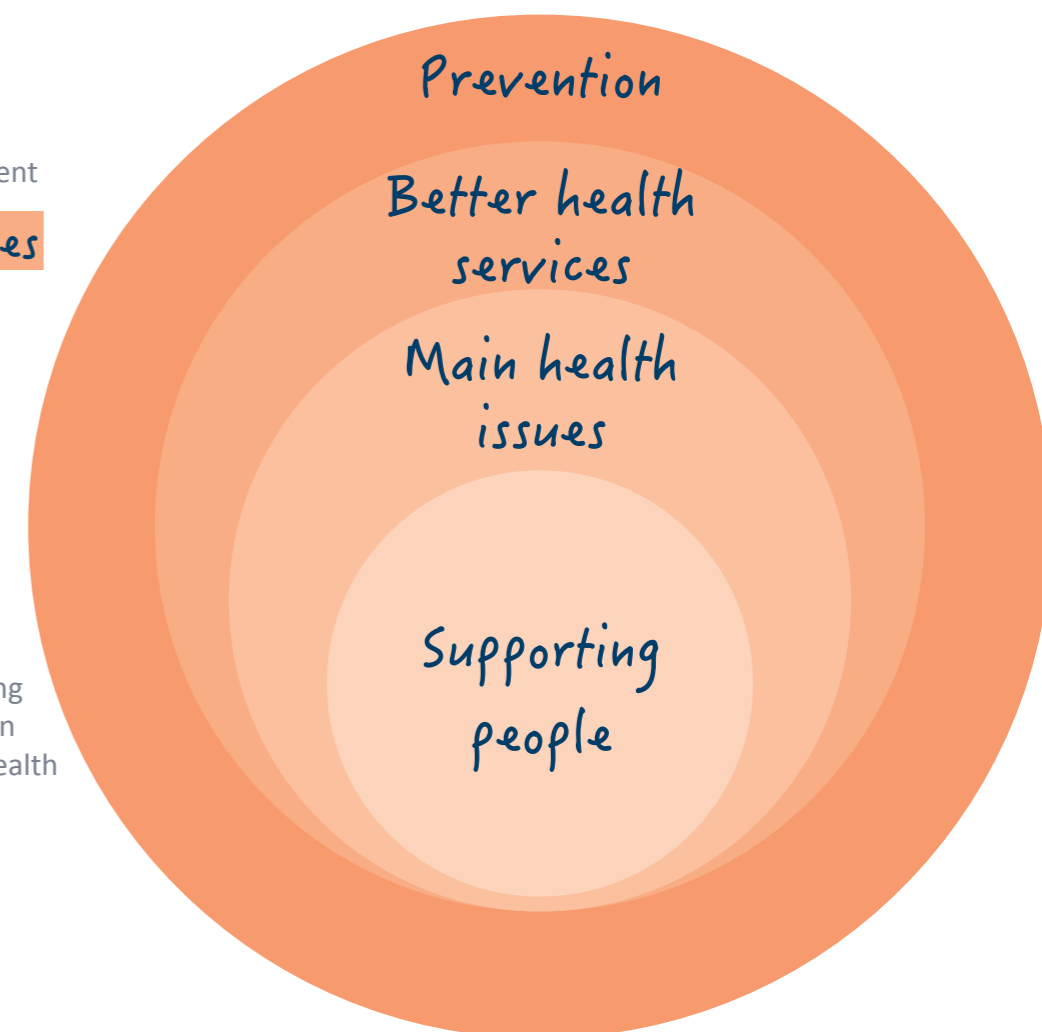 Prevention
Better health
services
Main health
issues
Supporting
people